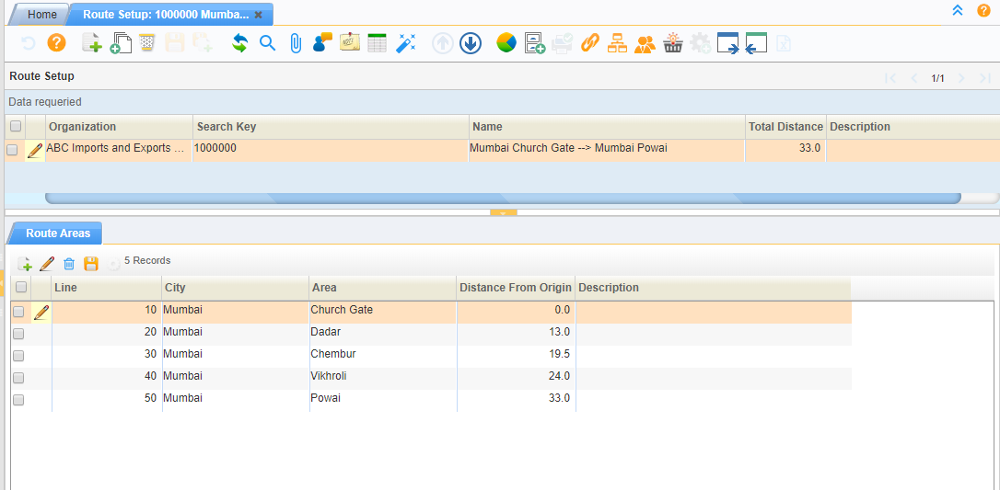 Home
Route Setup: 1000000 Mumba...
Route Setup
1/1
Data requeried
Organization Search Key Name Total Distance Description
ABC Imports and Exports ... 1000000 Mumbai Church Gate --> Mumbai Powai 33.0
Route Areas
5 Records
Line City Area Distance From Origin Description
10 Mumbai Church Gate 0.0
20 Mumbai Dadar 13.0
30 Mumbai Chembur 19.5
40 Mumbai Vikhroli 24.0
50 Mumbai Powai 33.0